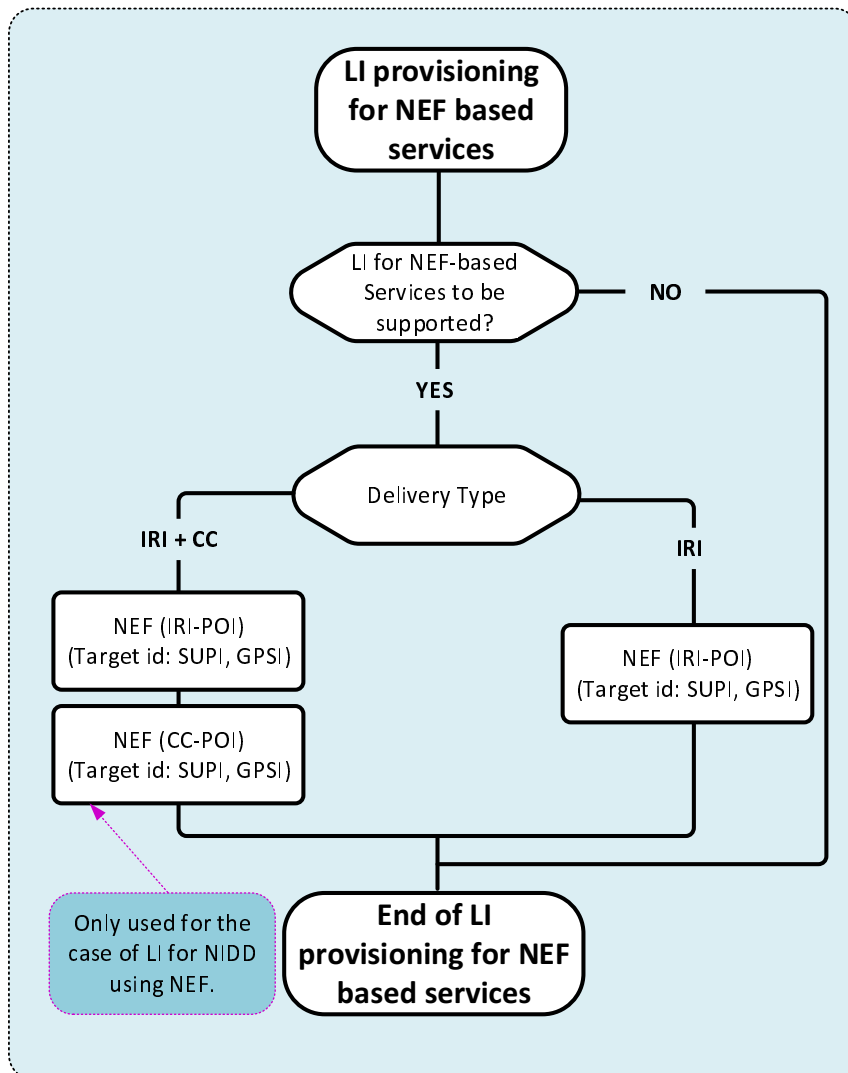 LI provisioning
for NEF based
services
LI for NEF-based
Services to be
supported?
NO
YES
Delivery Type
IRI + CC
IRI
NEF (IRI-POI)
(Target id: SUPI, GPSI)
NEF (IRI-POI)
(Target id: SUPI, GPSI)
NEF (CC-POI)
(Target id: SUPI, GPSI)
Only used for the
case of LI for NIDD
using NEF.
End of LI
provisioning for NEF
based services